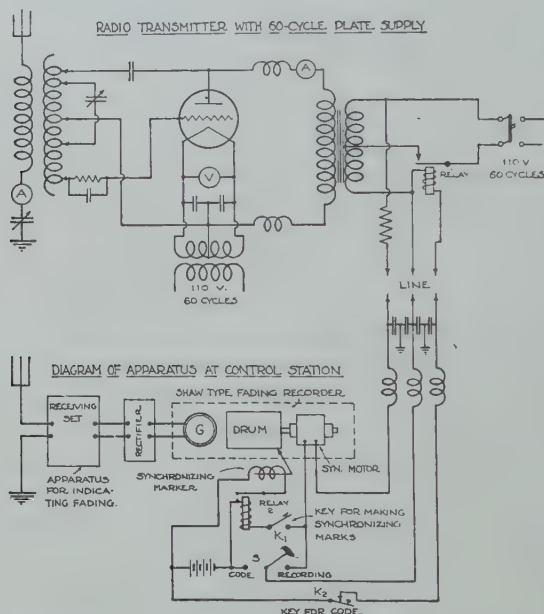 RADIO TRANSMITTER WITH 60-CYCLE PLATE SUPPLY
A
A
V
RELAY
110 V
60 CYCLES
110 V.
60 CYCLES
LINE
DIAGRAM OF APPARATUS AT CONTROL STATION
SHAW TYPE FADING RECORDER
RECEIVING
SET
RECTIFIER
G
DRUM
SYN. MOTOR
APPARATUS
FOR INDICA-
TING FADING.
SYNCHRONIZING
MARKER
RELAY
2
K1
KEY FOR MAKING
SYNCHRONIZING
MARKS
S
CODE
RECORDING
K2
KEY FOR CODE.